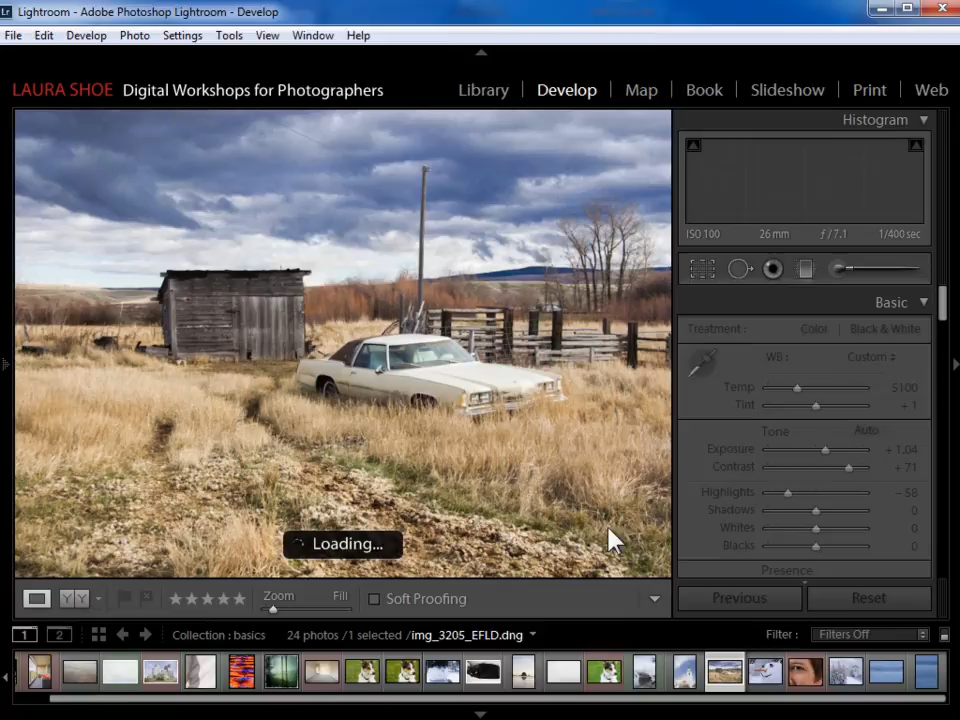 Lr Lightroom - Adobe Photoshop Lightroom - Develop
File Edit Develop Photo Settings Tools View Window Help
LAURA SHOE Digital Workshops for Photographers
Library | Develop | Map | Book | Slideshow | Print | Web
Histogram
ISO 100 26 mm ƒ / 7.1 1/400 sec
Basic
Treatment : Color | Black & White
WB : Custom
Temp 5100
Tint + 1
Tone Auto
Exposure + 1.04
Contrast + 71
Highlights - 58
Shadows 0
Whites 0
Blacks 0
Presence
Loading...
YY Zoom Fill Soft Proofing
Previous Reset
1 2 Collection : basics 24 photos /1 selected /img_3205_EFLD.dng Filter : Filters Off